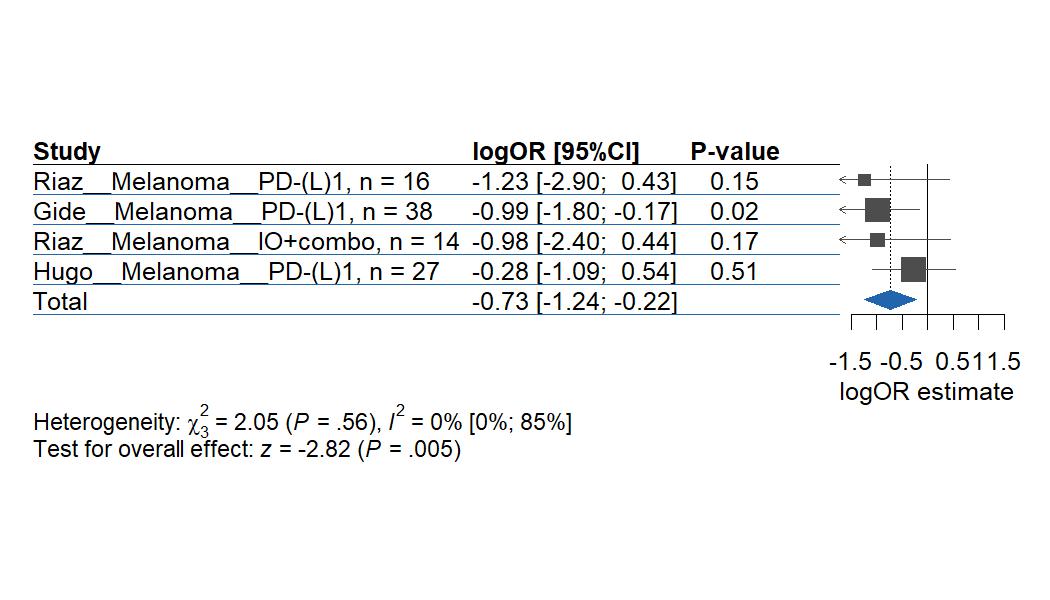 Study logOR [95%CI] P-value
Riaz__Melanoma__PD-(L)1, n = 16 -1.23 [-2.90; 0.43] 0.15
Gide__Melanoma__PD-(L)1, n = 38 -0.99 [-1.80; -0.17] 0.02
Riaz__Melanoma__IO+combo, n = 14 -0.98 [-2.40; 0.44] 0.17
Hugo__Melanoma__PD-(L)1, n = 27 -0.28 [-1.09; 0.54] 0.51
Total -0.73 [-1.24; -0.22]
-1.5 -0.5 0.511.5
logOR estimate
Heterogeneity: χ²₃ = 2.05 (P = .56), I² = 0% [0%; 85%]
Test for overall effect: z = -2.82 (P = .005)